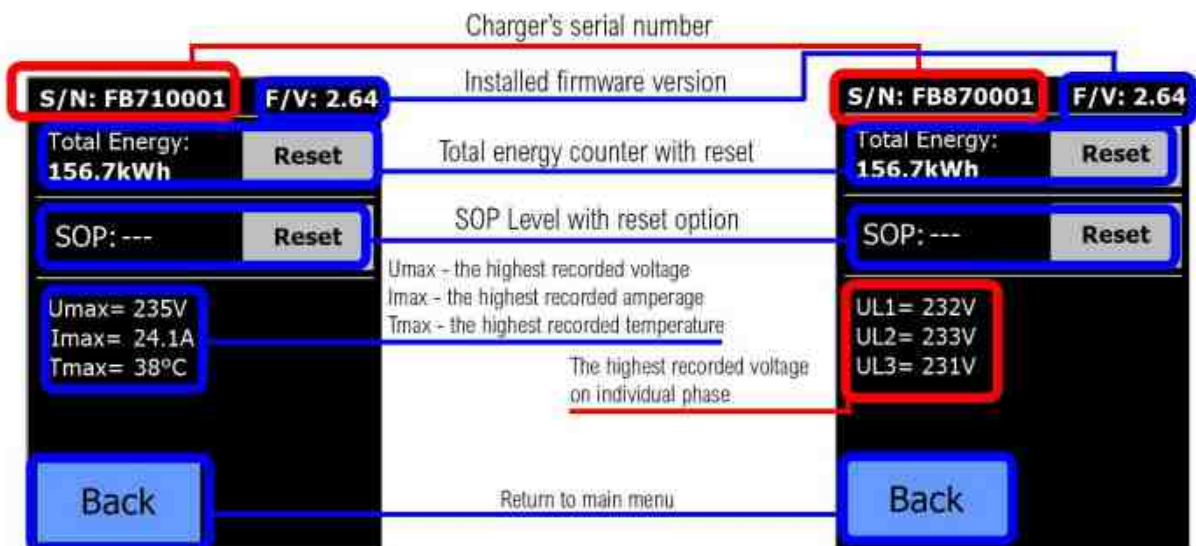 Charger's serial number
Installed firmware version
S/N: FB710001 F/V: 2.64
S/N: FB870001 F/V: 2.64
Total Energy:
156.7kWh
Reset
Total energy counter with reset
Total Energy:
156.7kWh
Reset
SOP: ---
Reset
SOP Level with reset option
SOP: ---
Reset
Umax - the highest recorded voltage
Imax - the highest recorded amperage
Tmax - the highest recorded temperature
Umax= 235V
Imax= 24.1A
Tmax= 38°C
UL1= 232V
UL2= 233V
UL3= 231V
The highest recorded voltage
on individual phase
Back
Return to main menu
Back